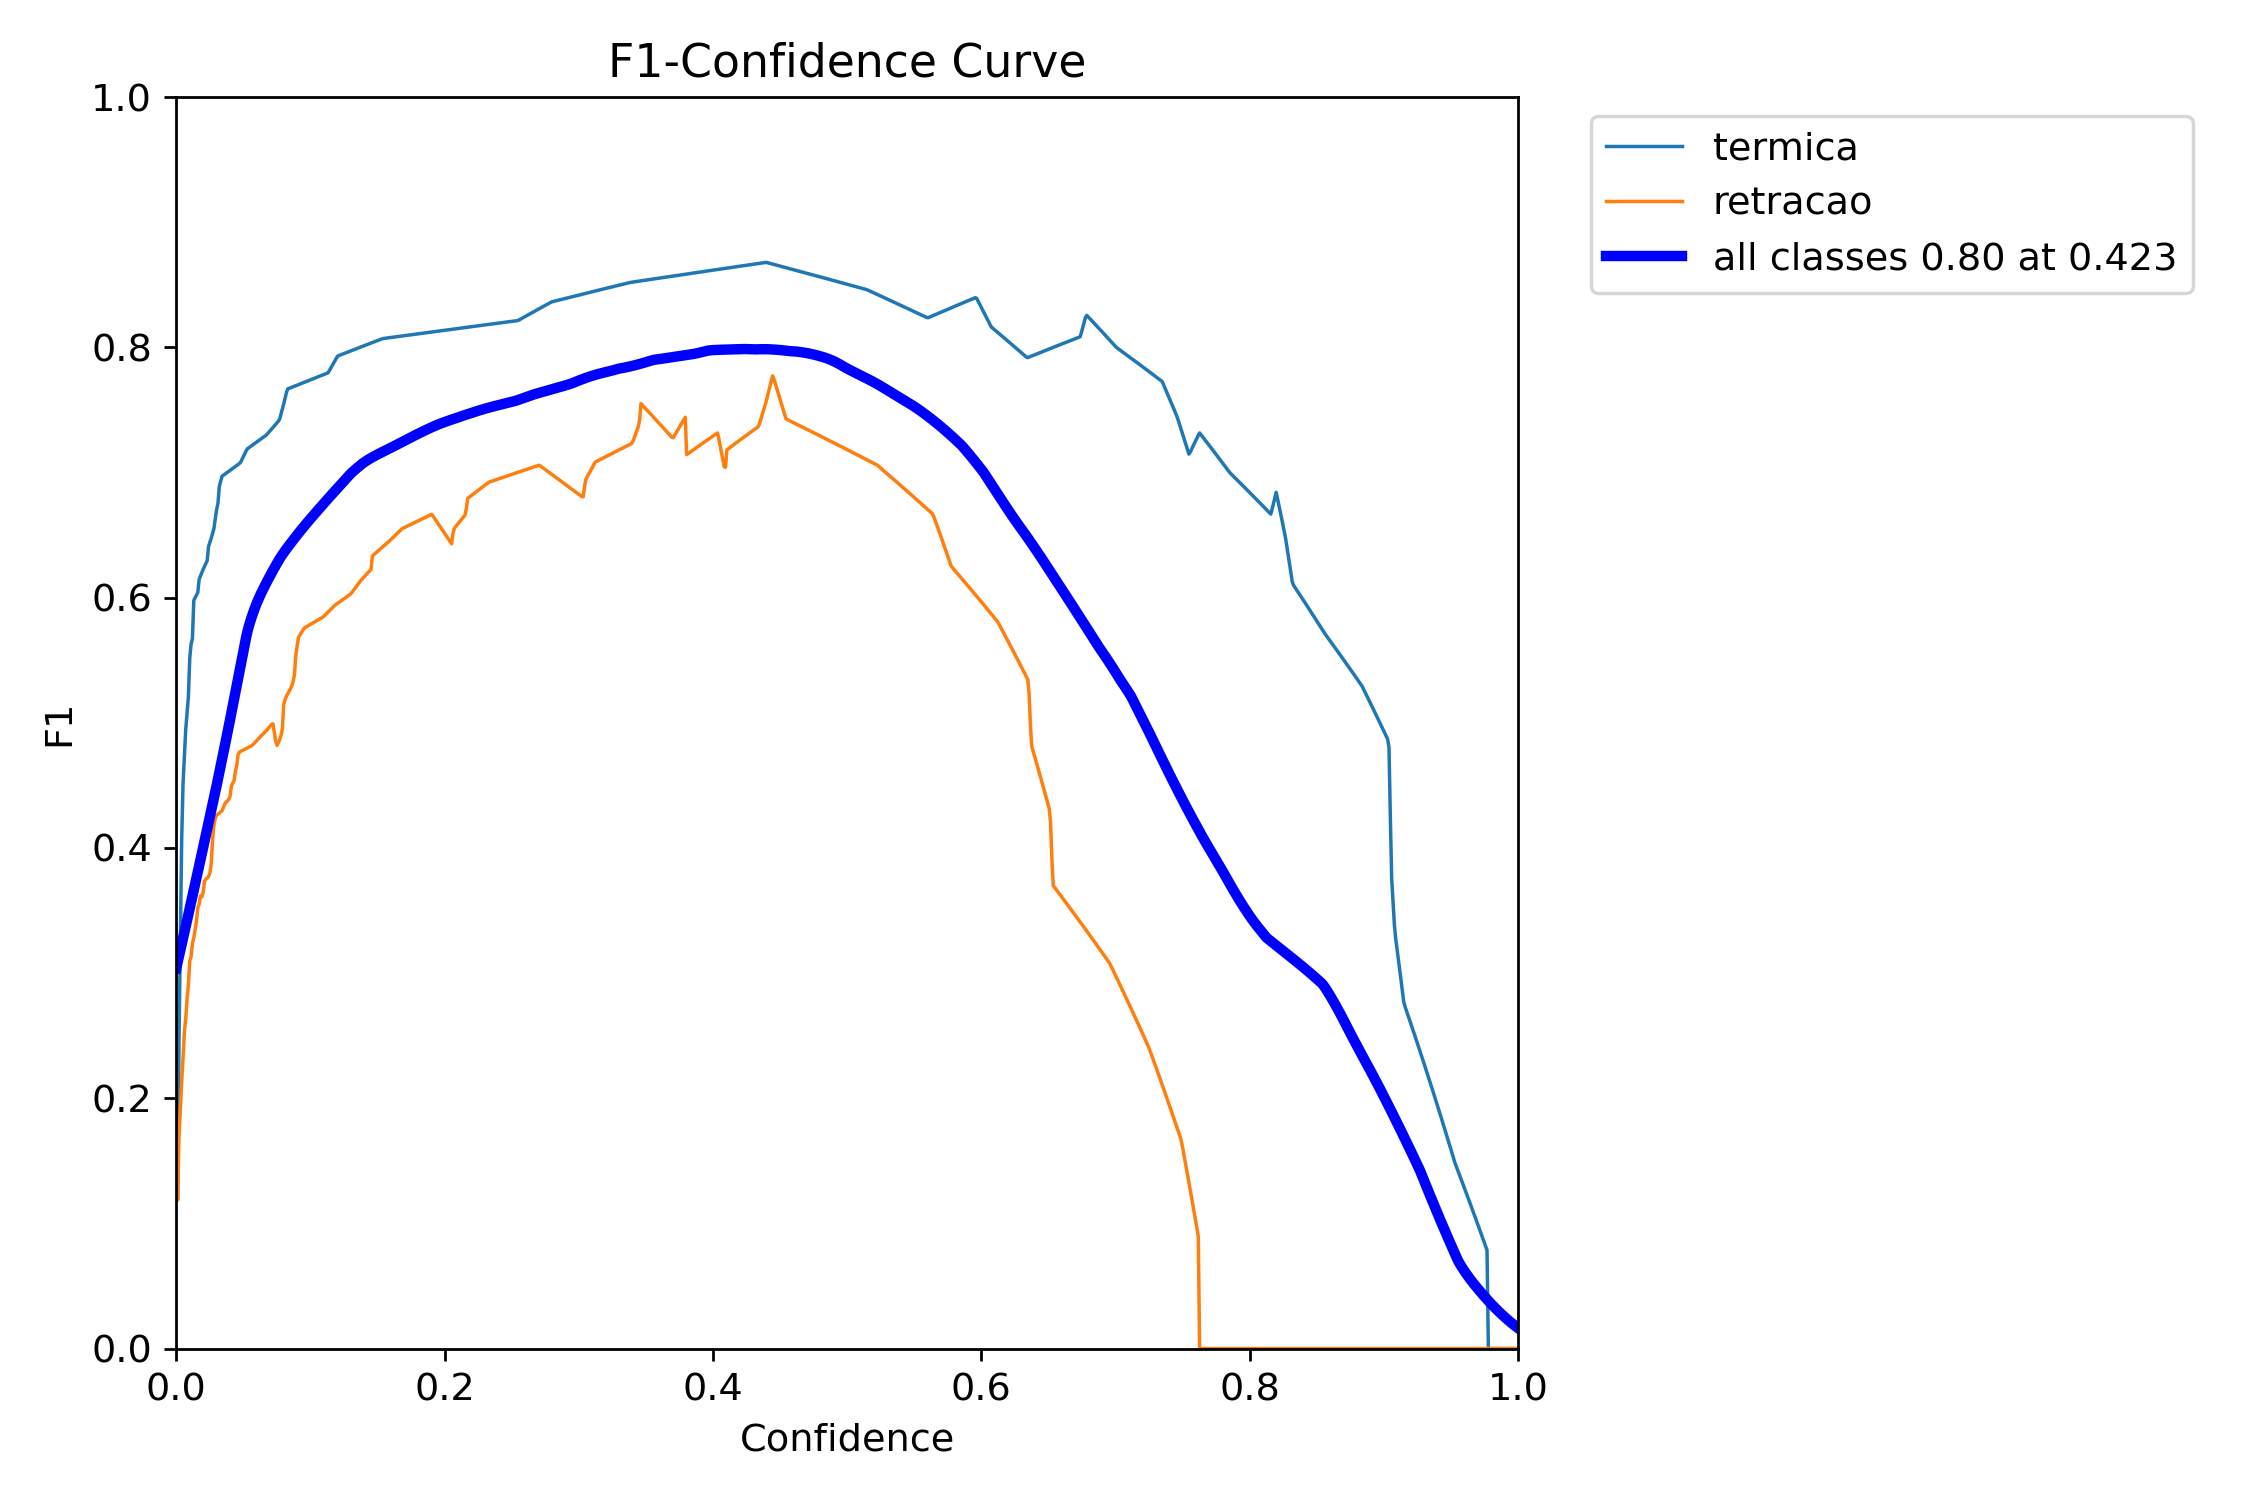 F1-Confidence Curve
termica
retracao
all classes 0.80 at 0.423
F1
1.0
0.8
0.6
0.4
0.2
0.0
0.0 0.2 0.4 0.6 0.8 1.0
Confidence